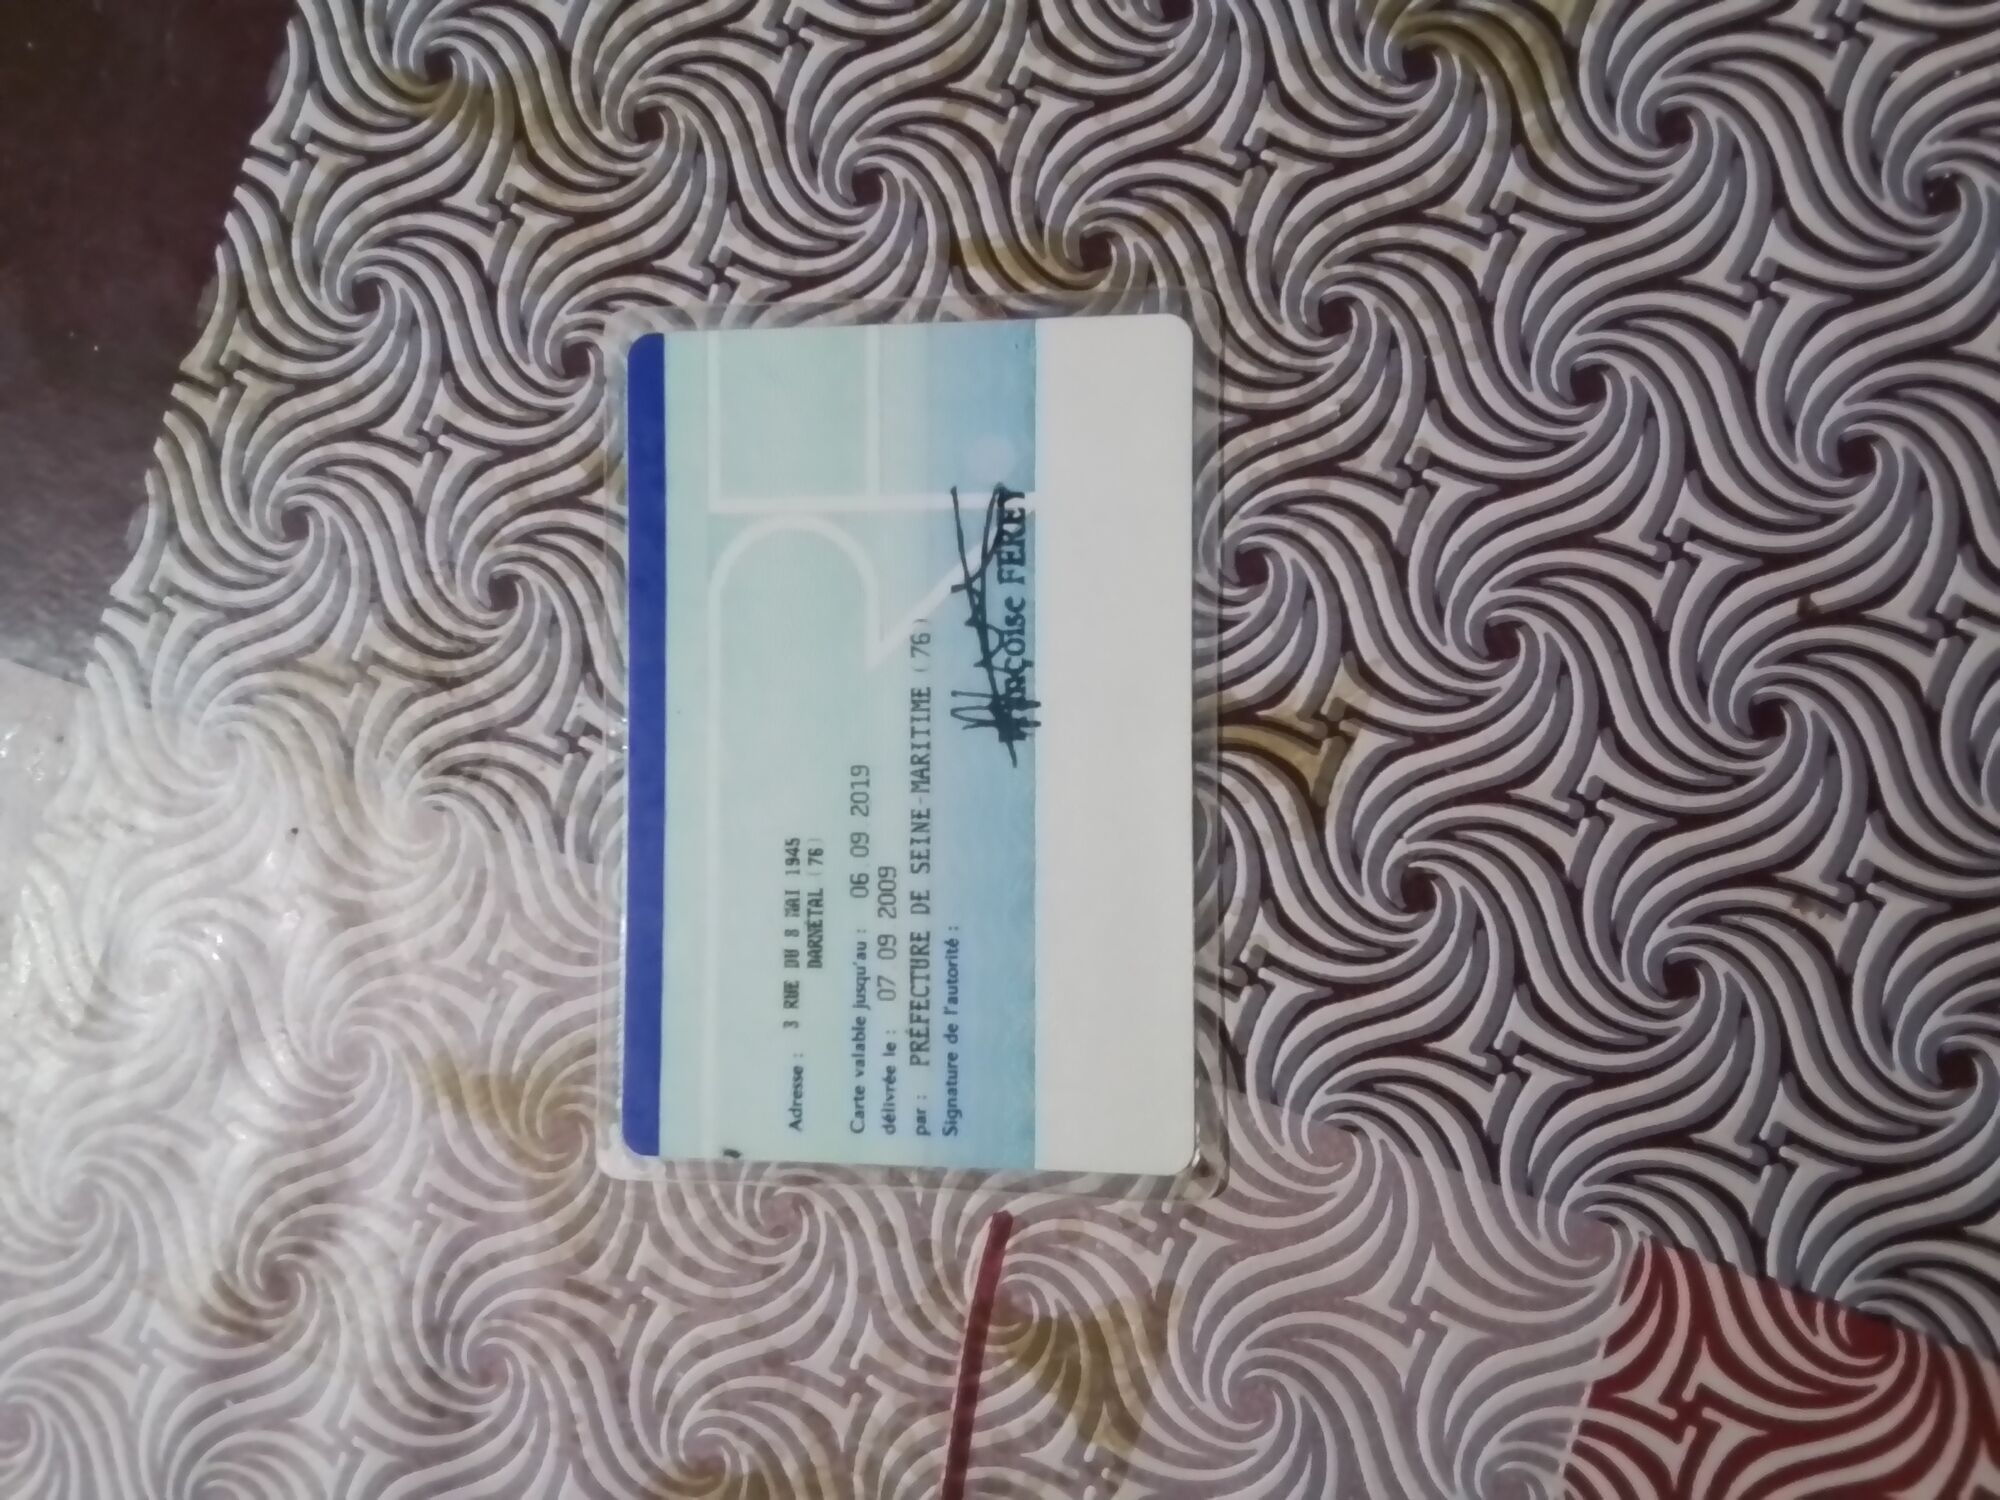 Adresse : 3 RUE DU 8 MAI 1945
DARNÉTAL (76)
Carte valable jusqu'au : 06 09 2019
délivrée le : 07 09 2009
par : PRÉFECTURE DE SEINE-MARITIME (76)
Signature de l'autorité :
Françoise FERET